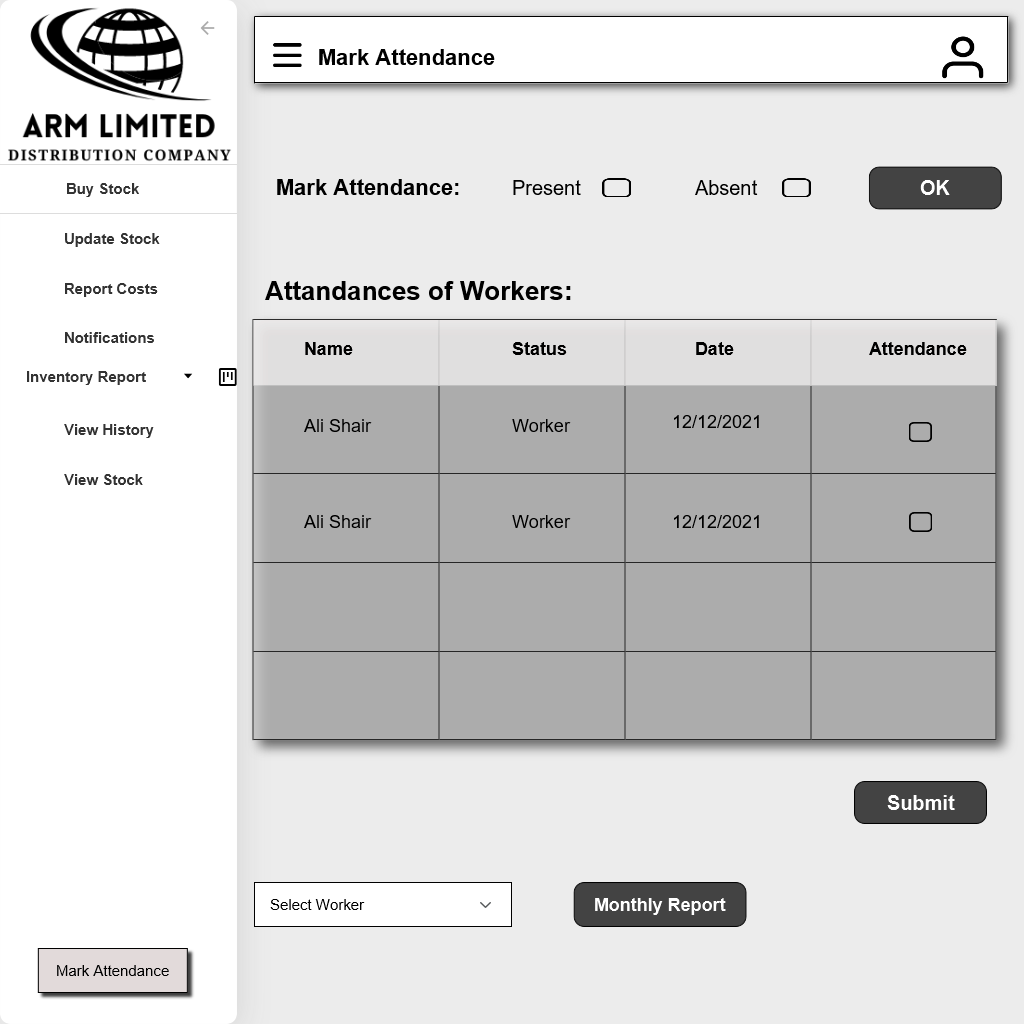 ARM LIMITED
DISTRIBUTION COMPANY
Buy Stock
Update Stock
Report Costs
Notifications
Inventory Report
View History
View Stock
Mark Attendance
Mark Attendance
Mark Attendance: Present Absent OK
Attandances of Workers:
Name Status Date Attendance
Ali Shair Worker 12/12/2021
Ali Shair Worker 12/12/2021
Submit
Select Worker Monthly Report